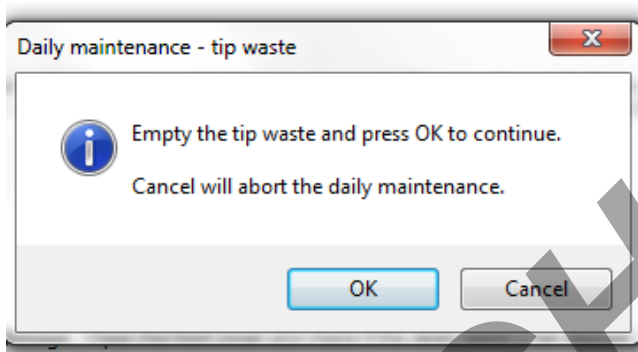 Daily maintenance - tip waste
Empty the tip waste and press OK to continue.
Cancel will abort the daily maintenance.
OK
Cancel